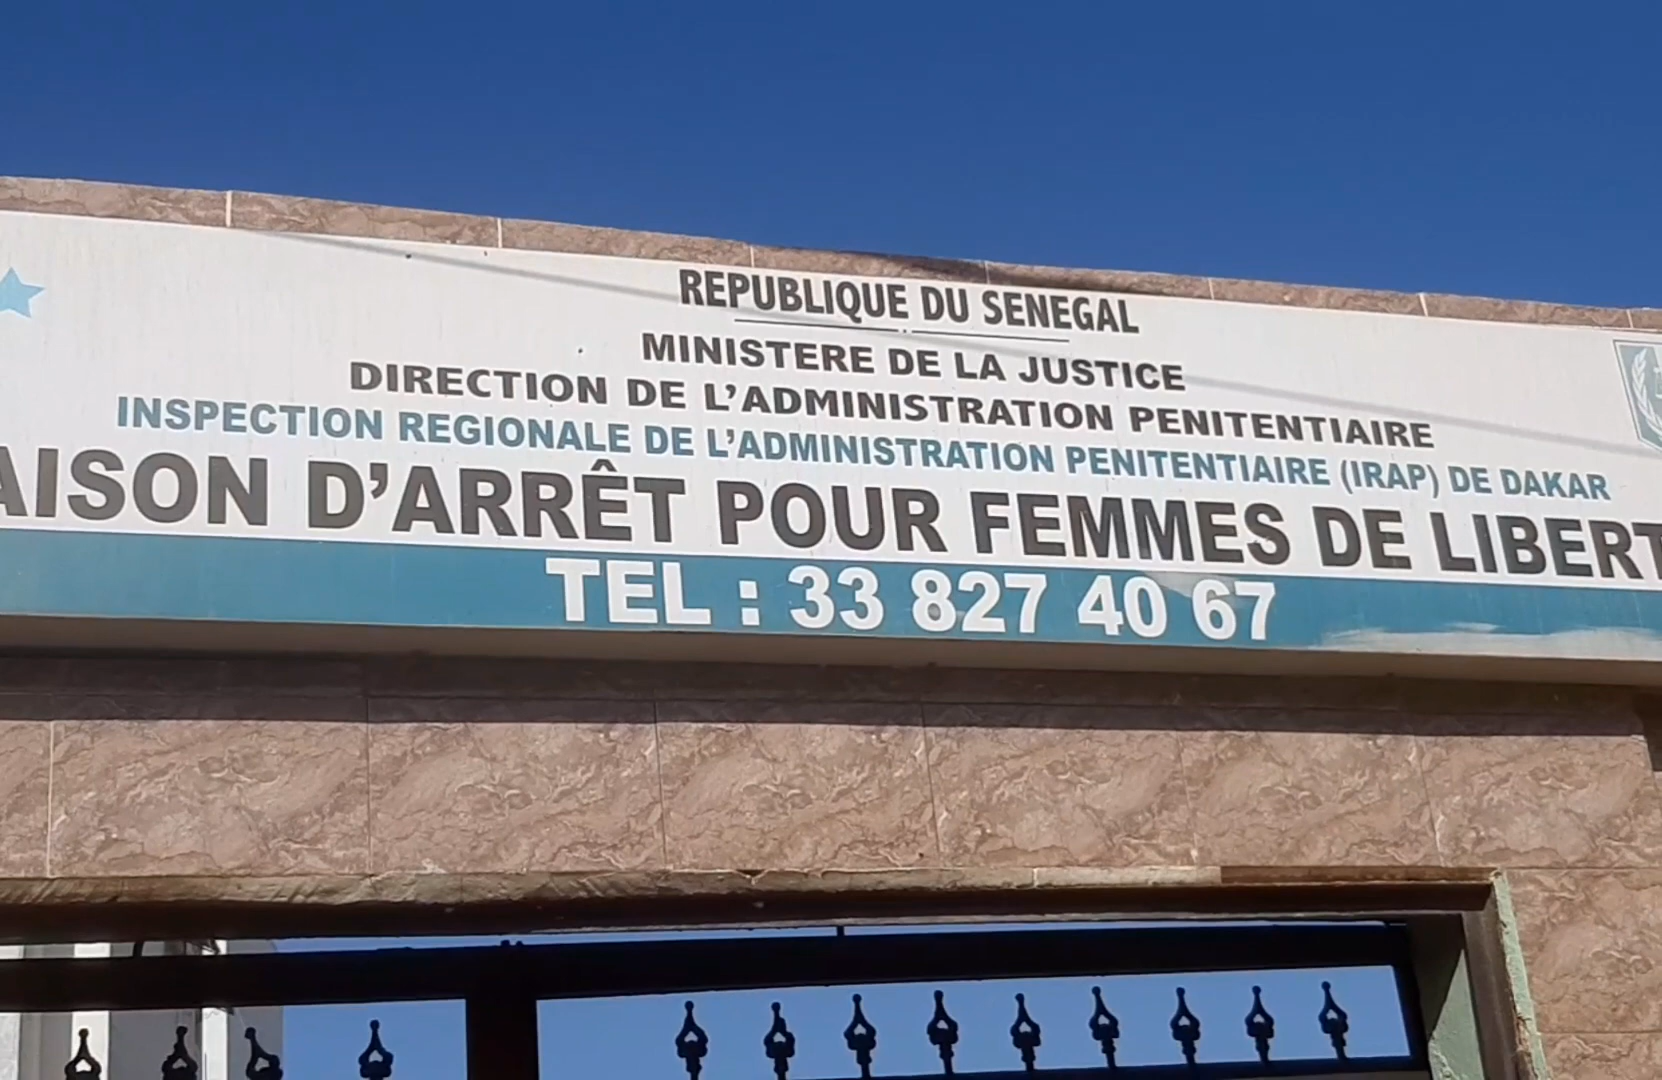 REPUBLIQUE DU SENEGAL
MINISTERE DE LA JUSTICE
DIRECTION DE L'ADMINISTRATION PENITENTIAIRE
INSPECTION REGIONALE DE L'ADMINISTRATION PENITENTIAIRE (IRAP) DE DAKAR
AISON D'ARRÊT POUR FEMMES DE LIBERT
TEL : 33 827 40 67